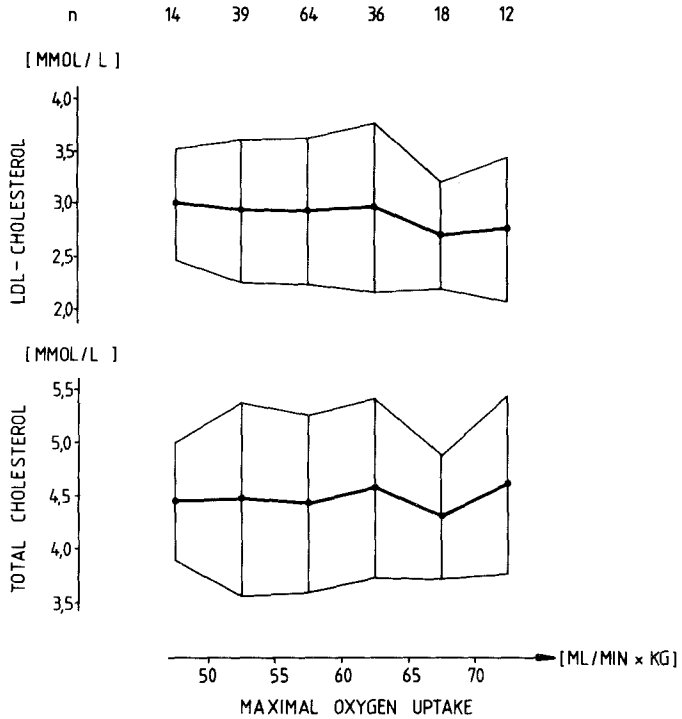 n 14 39 64 36 18 12
[MMOL/ L ]
4,0
3,5
3,0
2,5
2,0
LDL-CHOLESTEROL
[MMOL/L ]
5,5
5,0
4,5
4,0
3,5
TOTAL CHOLESTEROL
50 55 60 65 70
[ML/MIN × KG]
MAXIMAL OXYGEN UPTAKE